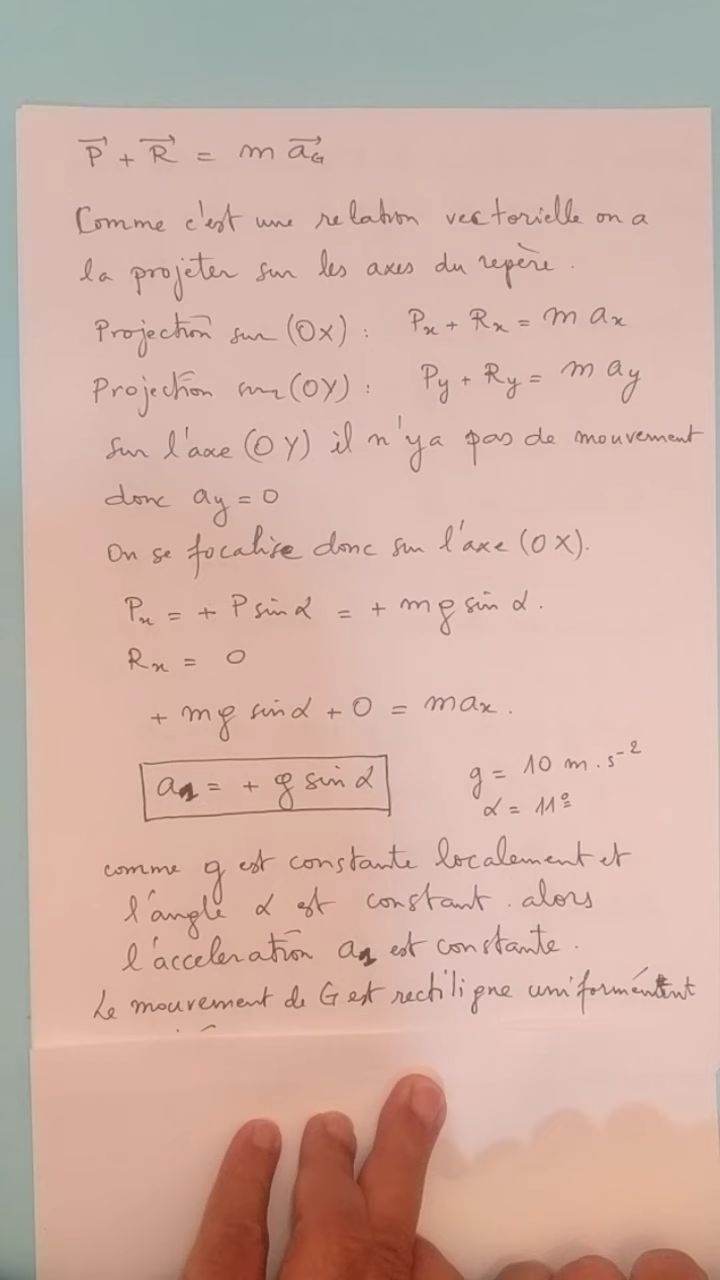 P⃗ + R⃗ = m a⃗G
Comme c'est une relation vectorielle on a
la projeter sur les axes du repère.
Projection sur (OX) : Px + Rx = m ax
Projection sur (OY) : Py + Ry = m ay
Sur l'axe (OY) il n'y a pas de mouvement
donc ay = 0
On se focalise donc sur l'axe (OX).
Px = + P sin α = + mg sin α.
Rx = 0
+ mg sin α + 0 = max.
a1 = + g sin α g = 10 m.s⁻²
α = 11°
comme g est constante localement et
l'angle α est constant. alors
l'acceleration a1 est constante.
Le mouvement de G est rectiligne uniformément